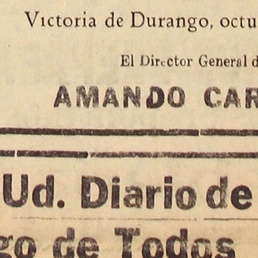 Victoria de Durango, octu
El Director General d
AMANDO CAR
Ud. Diario de
go de Todos